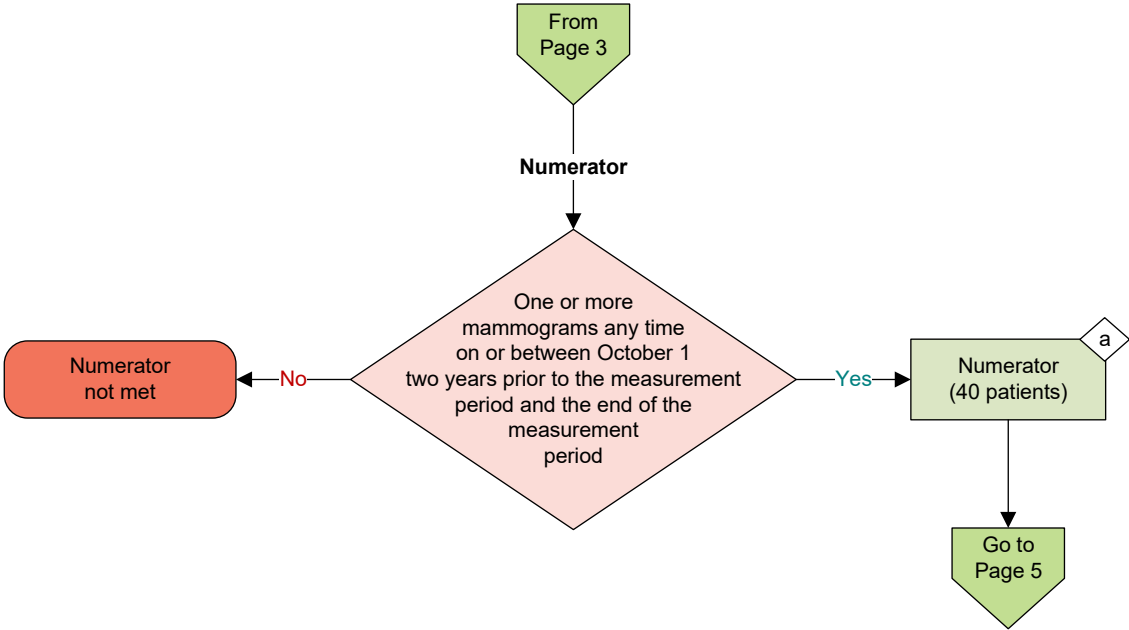 From
Page 3
Numerator
One or more
mammograms any time
on or between October 1
two years prior to the measurement
period and the end of the
measurement
period
No
Numerator
not met
Yes
a
Numerator
(40 patients)
Go to
Page 5